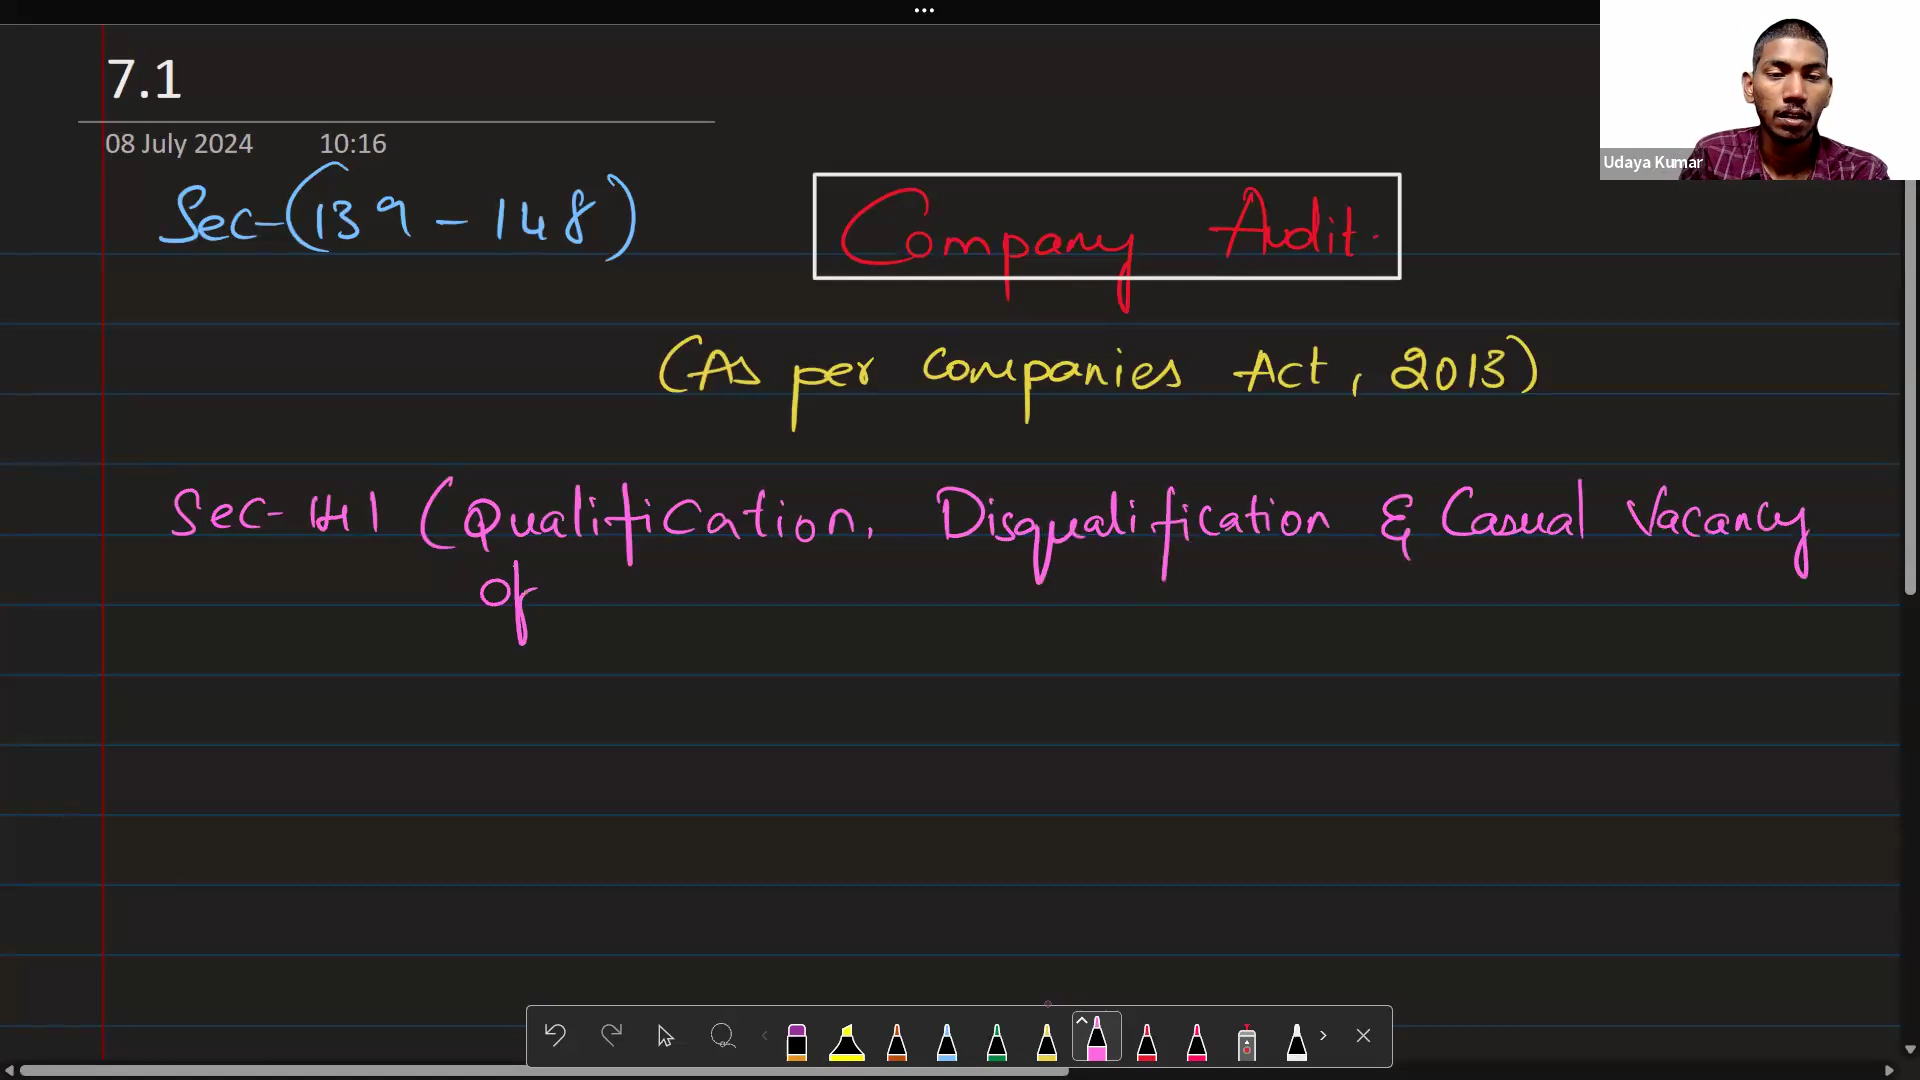 7.1
Udaya Kumar
08 July 2024 10:16
Sec-(139-148)
Company Audit.
(As per Companies Act, 2013)
Sec-141 (Qualification, Disqualification & Casual Vacancy
of